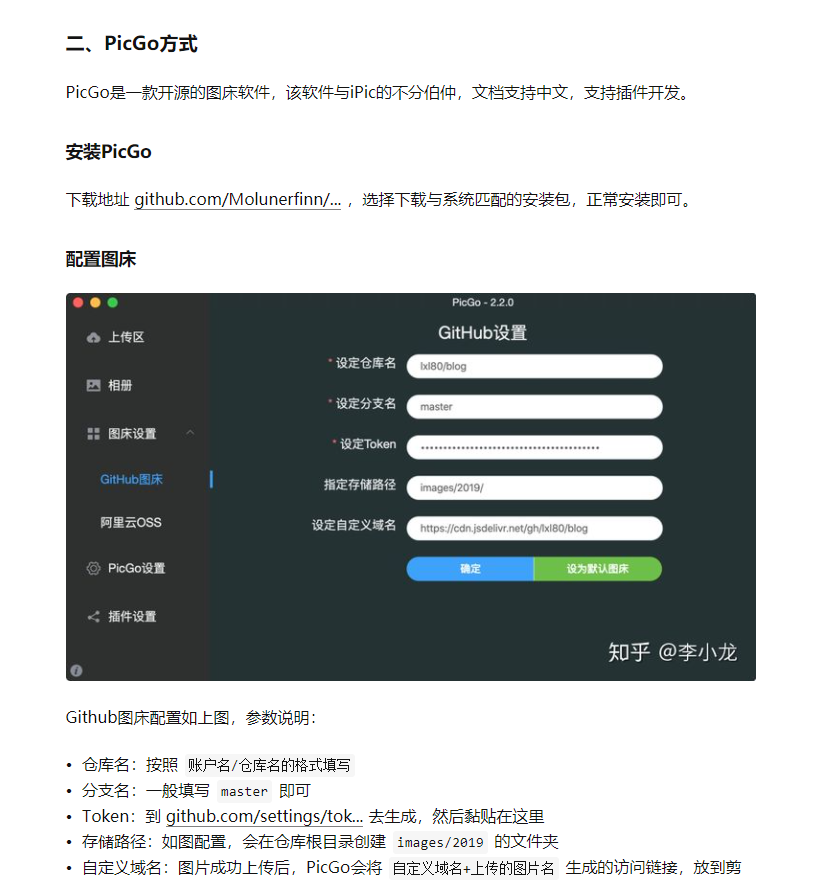 二、PicGo方式
PicGo是一款开源的图床软件，该软件与iPic的不分伯仲，文档支持中文，支持插件开发。
安装PicGo
下载地址 github.com/Molunerfinn/... ，选择下载与系统匹配的安装包，正常安装即可。
配置图床
PicGo - 2.2.0
GitHub设置
上传区
相册
图床设置
GitHub图床
阿里云OSS
PicGo设置
插件设置
* 设定仓库名 lxl80/blog
* 设定分支名 master
* 设定Token ••••••••••••••••••••••••••••••••••••••••
指定存储路径 images/2019/
设定自定义域名 https://cdn.jsdelivr.net/gh/lxl80/blog
确定 设为默认图床
知乎 @李小龙
Github图床配置如上图，参数说明：
• 仓库名：按照 账户名/仓库名的格式填写
• 分支名：一般填写 master 即可
• Token：到 github.com/settings/tok... 去生成，然后黏贴在这里
• 存储路径：如图配置，会在仓库根目录创建 images/2019 的文件夹
• 自定义域名：图片成功上传后，PicGo会将 自定义域名+上传的图片名 生成的访问链接，放到剪